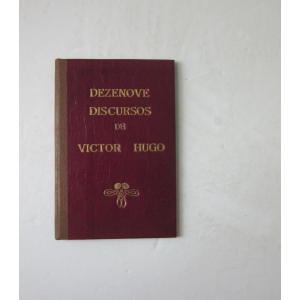 DEZENOVE
DISCURSOS
DE
VICTOR HUGO